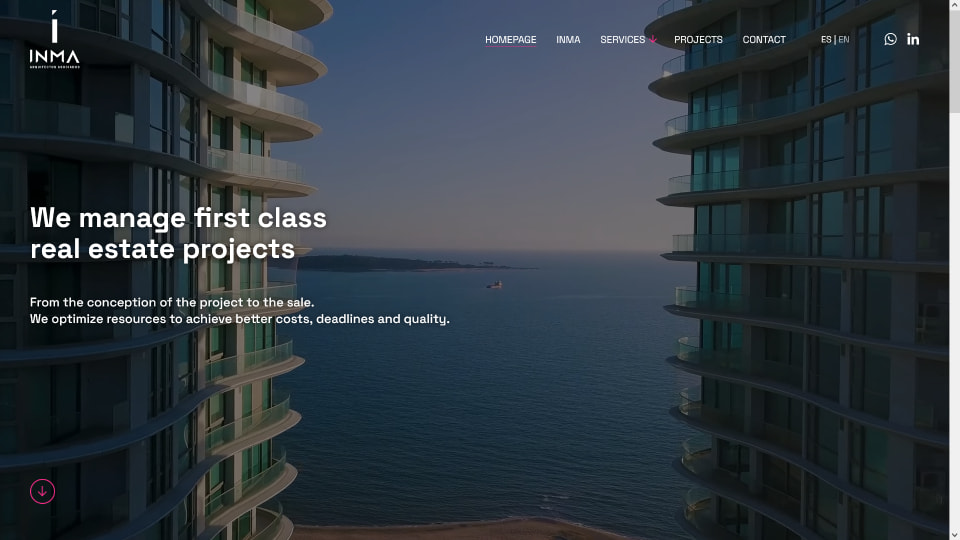 INMA
HOMEPAGE
INMA
SERVICES
PROJECTS
CONTACT
ES | EN
We manage first class
real estate projects
From the conception of the project to the sale.
We optimize resources to achieve better costs, deadlines and quality.